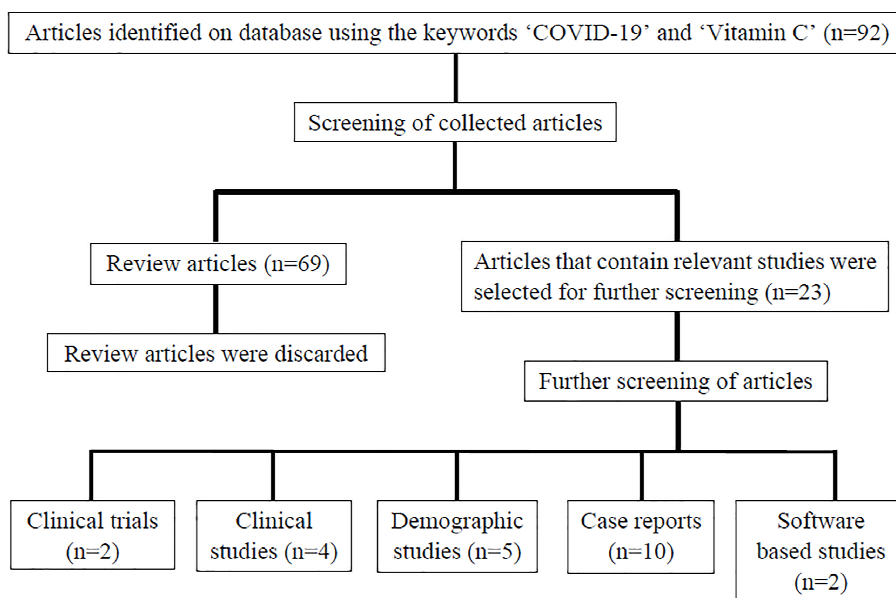 Articles identified on database using the keywords ‘COVID-19’ and ‘Vitamin C’ (n=92)
Screening of collected articles
Review articles (n=69)
Articles that contain relevant studies were
selected for further screening (n=23)
Review articles were discarded
Further screening of articles
Clinical trials
(n=2)
Clinical
studies (n=4)
Demographic
studies (n=5)
Case reports
(n=10)
Software
based studies
(n=2)